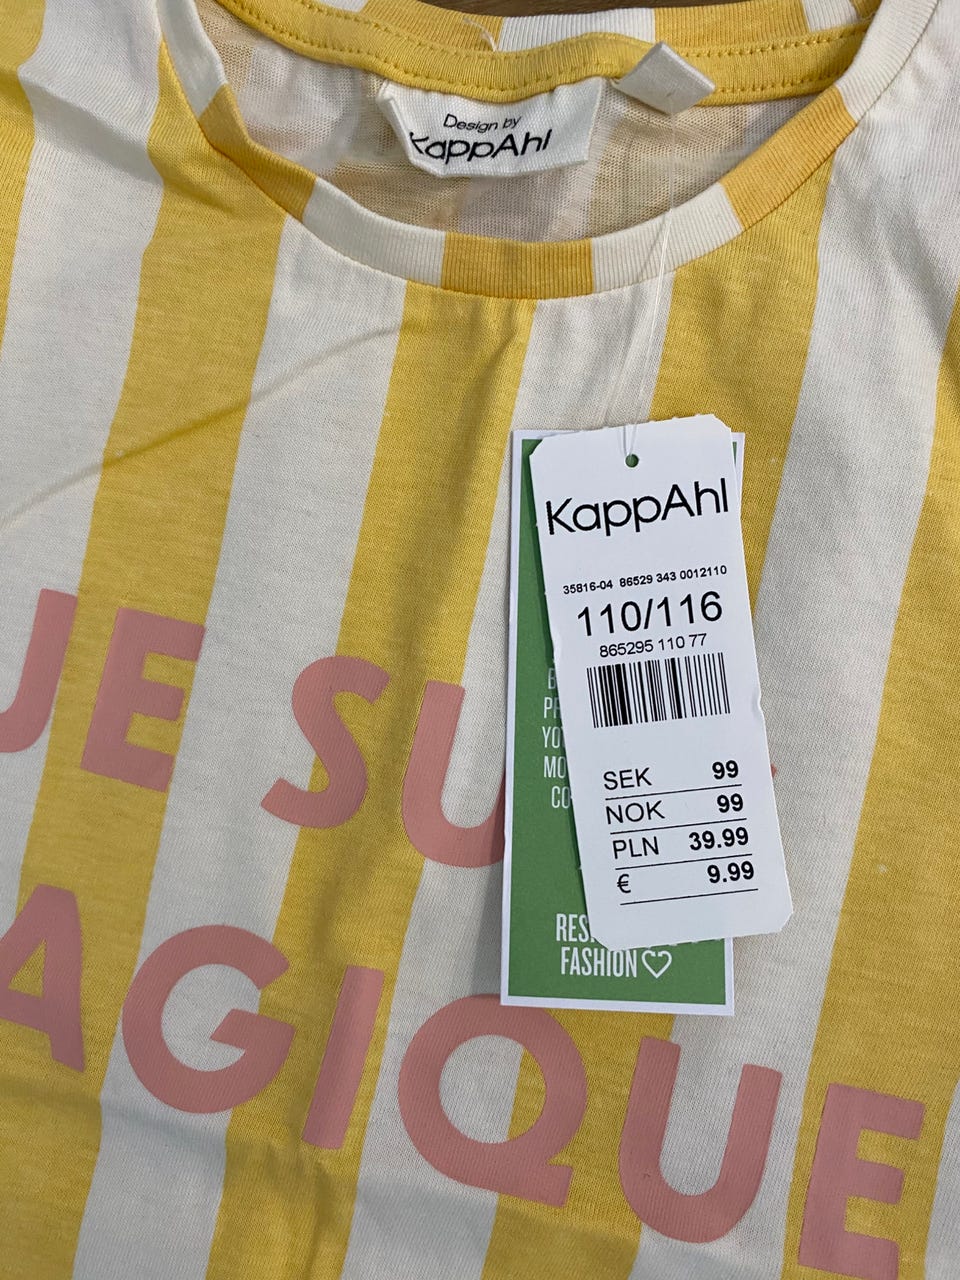 Design by
KappAhl
KappAhl
35816-04 86529 343 0012110
110/116
865295 110 77
SEK 99
NOK 99
PLN 39.99
€ 9.99
FASHION
JE SU
AGIQUE